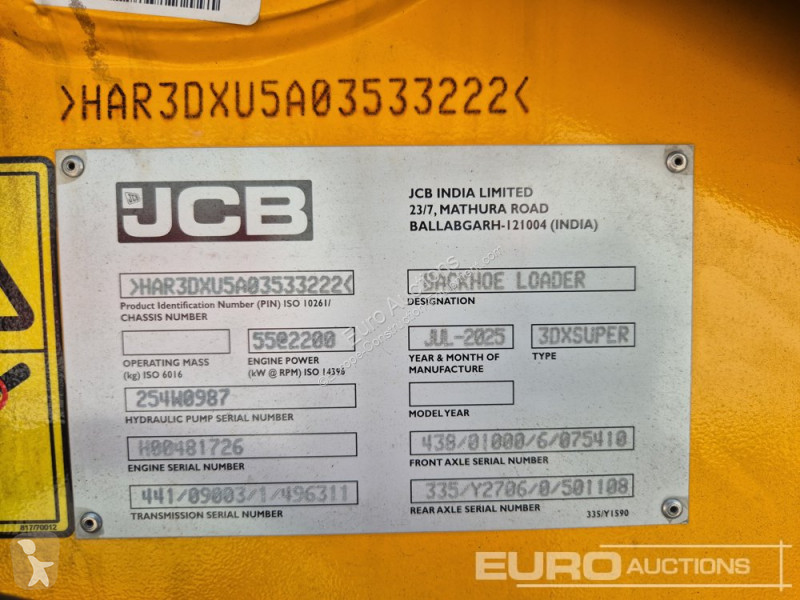 >HAR3DXU5A03533222<
JCB
JCB INDIA LIMITED
23/7, MATHURA ROAD
BALLABGARH-121004 (INDIA)
>HAR3DXU5A03533222<
Product Identification Number (PIN) ISO 10261/
CHASSIS NUMBER
BACKHOE LOADER
DESIGNATION
OPERATING MASS
(kg) ISO 6016
55@2200
ENGINE POWER
(kW @ RPM) ISO 14396
JUL-2025
YEAR & MONTH OF
MANUFACTURE
3DXSUPER
TYPE
254W0987
HYDRAULIC PUMP SERIAL NUMBER
MODEL YEAR
H00481726
ENGINE SERIAL NUMBER
438/01000/6/075410
FRONT AXLE SERIAL NUMBER
441/09003/1/496311
TRANSMISSION SERIAL NUMBER
335/Y2706/0/501108
REAR AXLE SERIAL NUMBER
335/Y1590
817/70012
Euro Auctions
EURO AUCTIONS